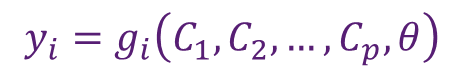 yᵢ = gᵢ(C₁, C₂, …, Cₚ, θ)